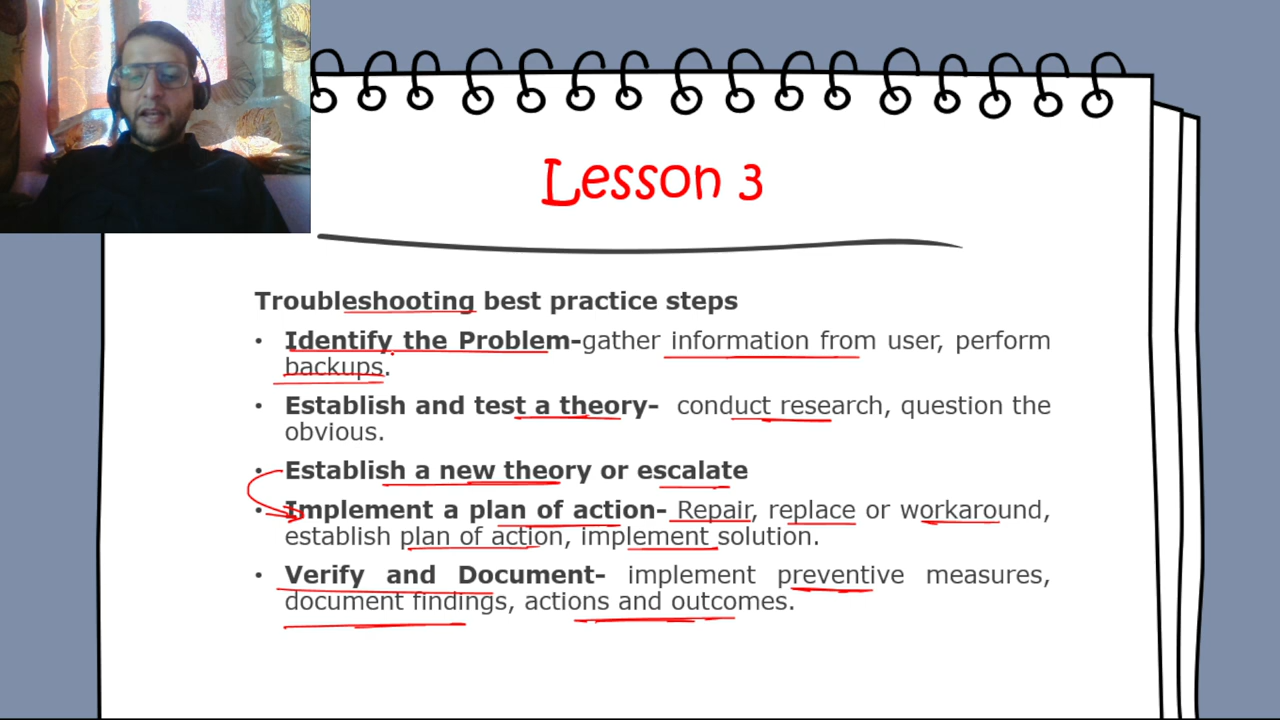 Lesson 3
Troubleshooting best practice steps
• Identify the Problem-gather information from user, perform
backups.
• Establish and test a theory- conduct research, question the
obvious.
• Establish a new theory or escalate
• Implement a plan of action- Repair, replace or workaround,
establish plan of action, implement solution.
• Verify and Document- implement preventive measures,
document findings, actions and outcomes.